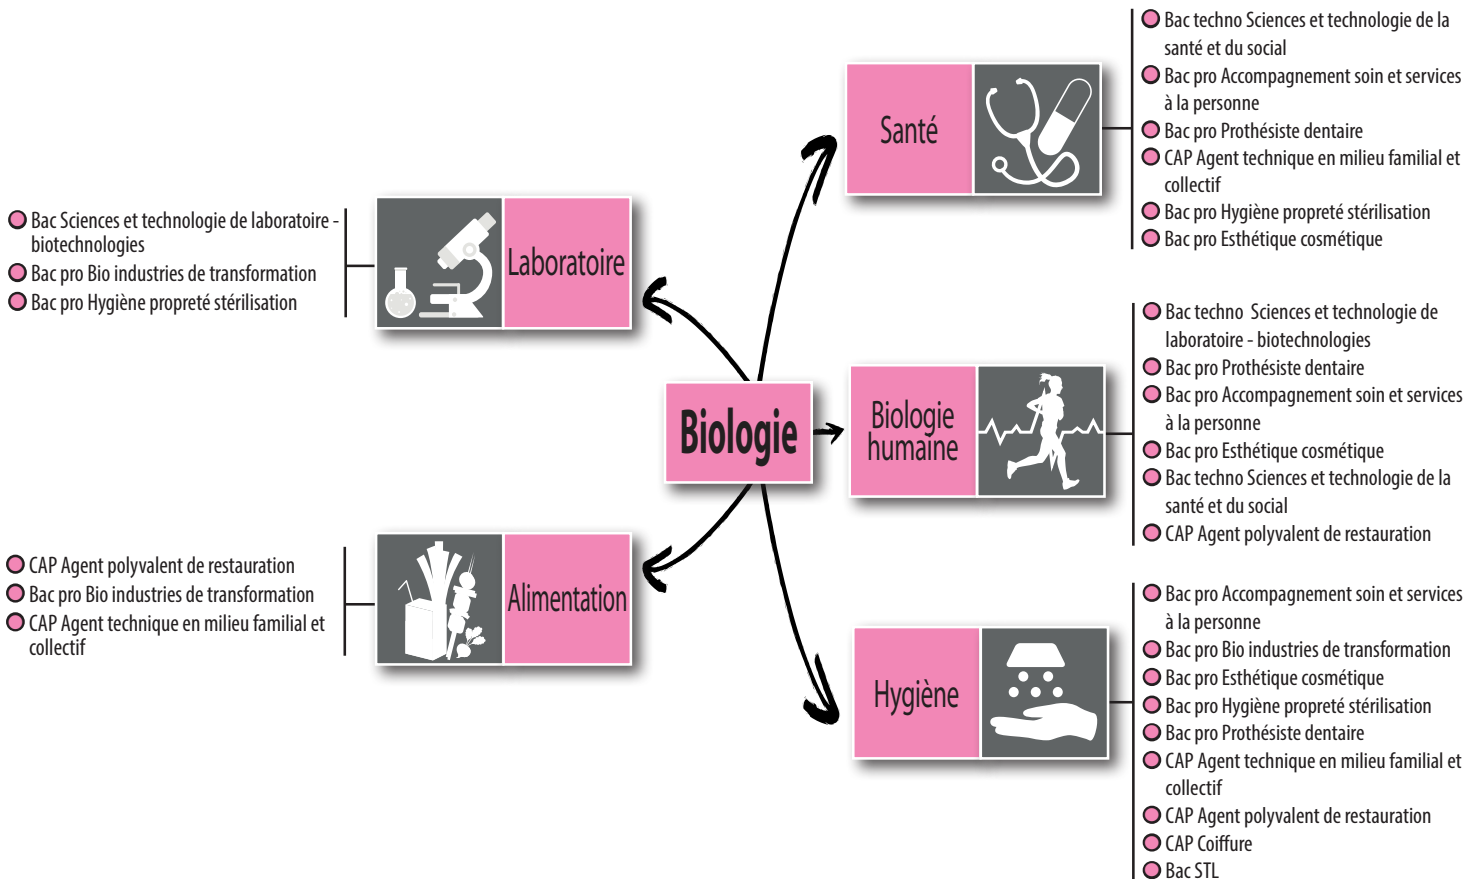 Biologie
Laboratoire
Bac Sciences et technologie de laboratoire -
biotechnologies
Bac pro Bio industries de transformation
Bac pro Hygiène propreté stérilisation
Alimentation
CAP Agent polyvalent de restauration
Bac pro Bio industries de transformation
CAP Agent technique en milieu familial et
collectif
Santé
Bac techno Sciences et technologie de la
santé et du social
Bac pro Accompagnement soin et services
à la personne
Bac pro Prothésiste dentaire
CAP Agent technique en milieu familial et
collectif
Bac pro Hygiène propreté stérilisation
Bac pro Esthétique cosmétique
Biologie
humaine
Bac techno Sciences et technologie de
laboratoire - biotechnologies
Bac pro Prothésiste dentaire
Bac pro Accompagnement soin et services
à la personne
Bac pro Esthétique cosmétique
Bac techno Sciences et technologie de la
santé et du social
CAP Agent polyvalent de restauration
Hygiène
Bac pro Accompagnement soin et services
à la personne
Bac pro Bio industries de transformation
Bac pro Esthétique cosmétique
Bac pro Hygiène propreté stérilisation
Bac pro Prothésiste dentaire
CAP Agent technique en milieu familial et
collectif
CAP Agent polyvalent de restauration
CAP Coiffure
Bac STL